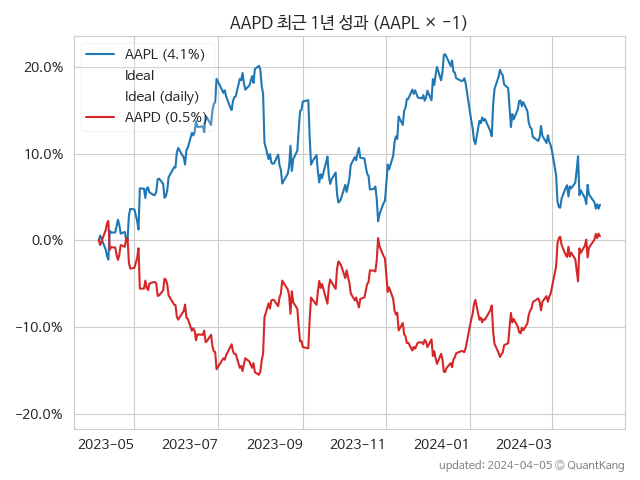 AAPD 최근 1년 성과 (AAPL × −1)
AAPL (4.1%)
Ideal
Ideal (daily)
AAPD (0.5%)
20.0%
10.0%
0.0%
−10.0%
−20.0%
2023−05 2023−07 2023−09 2023−11 2024−01 2024−03
updated: 2024−04−05 © QuantKang